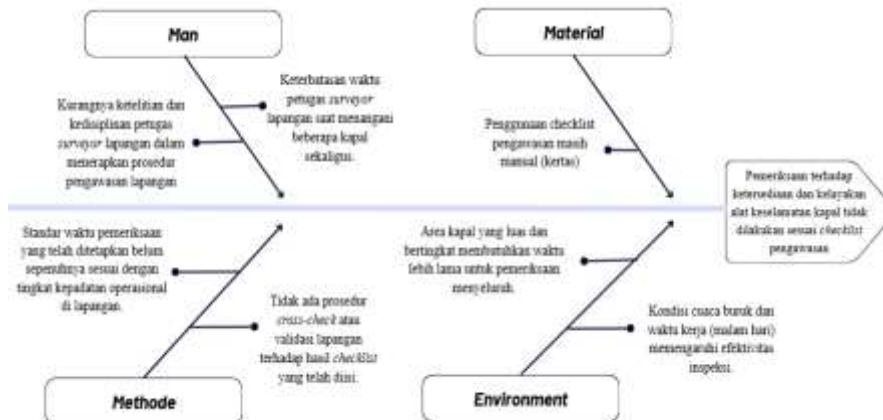 Man
Material
Keterbatasan waktu
petugas surveyor
lapangan saat menangani
beberapa kapal
sekaligus.
Kurangnya ketelitian dan
kedisiplinan petugas
surveyor lapangan dalam
menerapkan prosedur
pengawasan lapangan
Penggunaan checklist
pengawasan masih
manual (kertas)
Pemeriksaan terhadap
ketersediaan dan kelayakan
alat keselamatan kapal tidak
dilakukan sesuai checklist
pengawasan
Standar waktu pemeriksaan
yang telah ditetapkan belum
sepenuhnya sesuai dengan
tingkat kepadatan operasional
di lapangan.
Tidak ada prosedur
cross-check atau
validasi lapangan
terhadap hasil checklist
yang telah diisi.
Area kapal yang luas dan
bertingkat membutuhkan waktu
lebih lama untuk pemeriksaan
menyeluruh.
Kondisi cuaca buruk dan
waktu kerja (malam hari)
memengaruhi efektivitas
inspeksi.
Methode
Environment